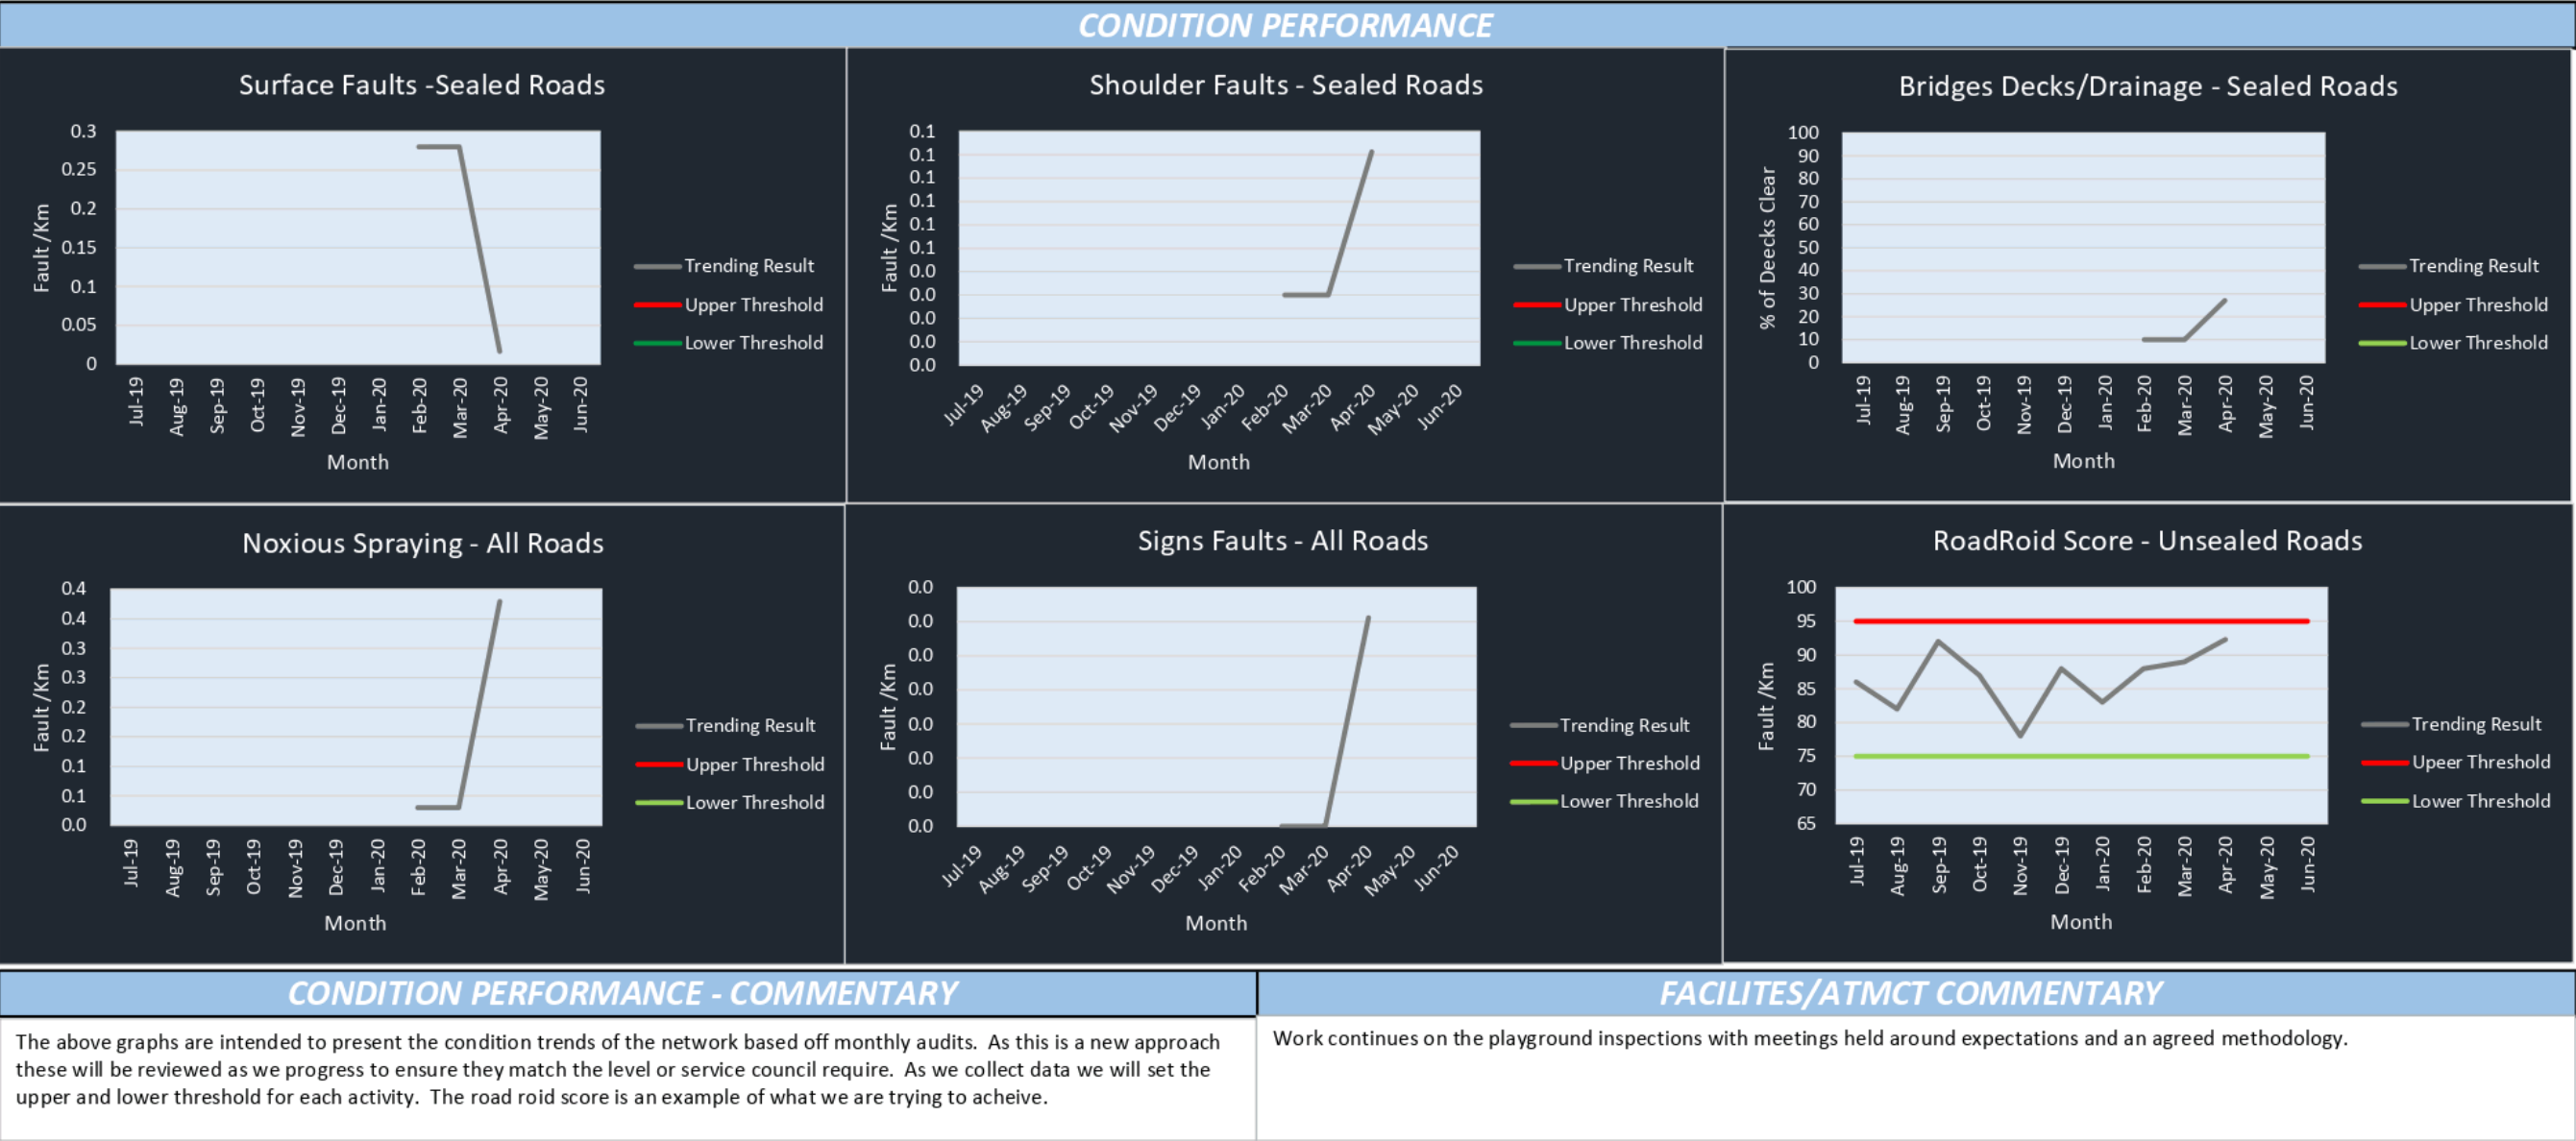 CONDITION PERFORMANCE
Surface Faults -Sealed Roads
0.3
0.25
0.2
0.15
0.1
0.05
0
Fault /Km
Jul-19
Aug-19
Sep-19
Oct-19
Nov-19
Dec-19
Jan-20
Feb-20
Mar-20
Apr-20
May-20
Jun-20
Month
Trending Result
Upper Threshold
Lower Threshold
Shoulder Faults - Sealed Roads
0.1
0.1
0.1
0.1
0.1
0.1
0.0
0.0
0.0
0.0
0.0
Fault /Km
Jul-19
Aug-19
Sep-19
Oct-19
Nov-19
Dec-19
Jan-20
Feb-20
Mar-20
Apr-20
May-20
Jun-20
Month
Trending Result
Upper Threshold
Lower Threshold
Bridges Decks/Drainage - Sealed Roads
100
90
80
70
60
50
40
30
20
10
0
% of Deecks Clear
Jul-19
Aug-19
Sep-19
Oct-19
Nov-19
Dec-19
Jan-20
Feb-20
Mar-20
Apr-20
May-20
Jun-20
Month
Trending Result
Upper Threshold
Lower Threshold
Noxious Spraying - All Roads
0.4
0.4
0.3
0.3
0.2
0.2
0.1
0.1
0.0
Fault /Km
Jul-19
Aug-19
Sep-19
Oct-19
Nov-19
Dec-19
Jan-20
Feb-20
Mar-20
Apr-20
May-20
Jun-20
Month
Trending Result
Upper Threshold
Lower Threshold
Signs Faults - All Roads
0.0
0.0
0.0
0.0
0.0
0.0
0.0
0.0
Fault /Km
Jul-19
Aug-19
Sep-19
Oct-19
Nov-19
Dec-19
Jan-20
Feb-20
Mar-20
Apr-20
May-20
Jun-20
Month
Trending Result
Upper Threshold
Lower Threshold
RoadRoid Score - Unsealed Roads
100
95
90
85
80
75
70
65
Fault /Km
Jul-19
Aug-19
Sep-19
Oct-19
Nov-19
Dec-19
Jan-20
Feb-20
Mar-20
Apr-20
May-20
Jun-20
Month
Trending Result
Upeer Threshold
Lower Threshold
CONDITION PERFORMANCE - COMMENTARY
The above graphs are intended to present the condition trends of the network based off monthly audits. As this is a new approach
these will be reviewed as we progress to ensure they match the level or service council require. As we collect data we will set the
upper and lower threshold for each activity. The road roid score is an example of what we are trying to acheive.
FACILITES/ATMCT COMMENTARY
Work continues on the playground inspections with meetings held around expectations and an agreed methodology.